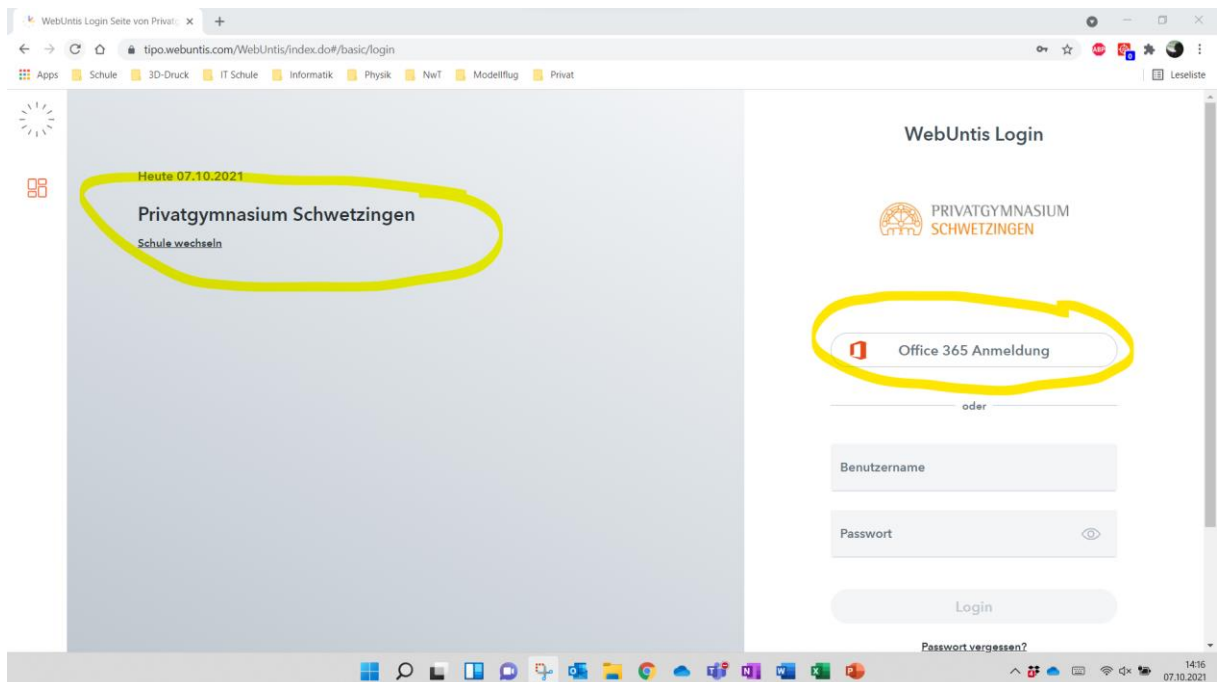 WebUntis Login Seite von Privatg
tipo.webuntis.com/WebUntis/index.do#/basic/login
Apps Schule 3D-Druck IT Schule Informatik Physik NwT Modellflug Privat Leseliste
WebUntis Login
Heute 07.10.2021
Privatgymnasium Schwetzingen
Schule wechseln
PRIVATGYMNASIUM
SCHWETZINGEN
Office 365 Anmeldung
oder
Benutzername
Passwort
Login
Passwort vergessen?
14:16
07.10.2021